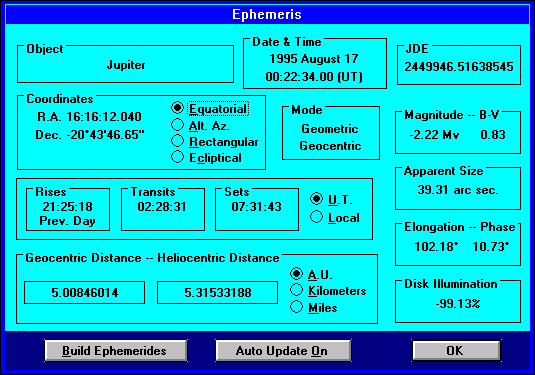 Ephemeris
Object
Jupiter
Date & Time
1995 August 17
00:22:34.00 (UT)
JDE
2449946.51638545
Coordinates
R.A. 16:16:12.040
Dec. -20°43'46.65"
Equatorial
Alt. Az.
Rectangular
Ecliptical
Mode
Geometric
Geocentric
Magnitude -- B-V
-2.22 Mv 0.83
Apparent Size
39.31 arc sec.
Rises
21:25:18
Prev. Day
Transits
02:28:31
Sets
07:31:43
U.T.
Local
Elongation -- Phase
102.18° 10.73°
Geocentric Distance -- Heliocentric Distance
5.00846014
5.31533188
A.U.
Kilometers
Miles
Disk Illumination
-99.13%
Build Ephemerides
Auto Update On
OK